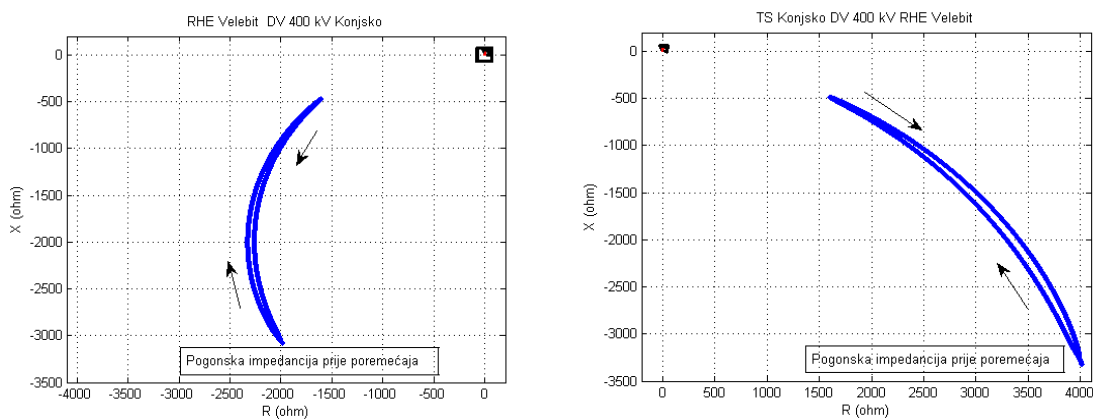 RHE Velebit DV 400 kV Konjsko
0
-500
-1000
-1500
-2000
-2500
-3000
-3500
X (ohm)
Pogonska impedancija prije poremećaja
-4000 -3500 -3000 -2500 -2000 -1500 -1000 -500 0
R (ohm)
TS Konjsko DV 400 kV RHE Velebit
0
-500
-1000
-1500
-2000
-2500
-3000
-3500
X (ohm)
Pogonska impedancija prije poremećaja
0 500 1000 1500 2000 2500 3000 3500 4000
R (ohm)